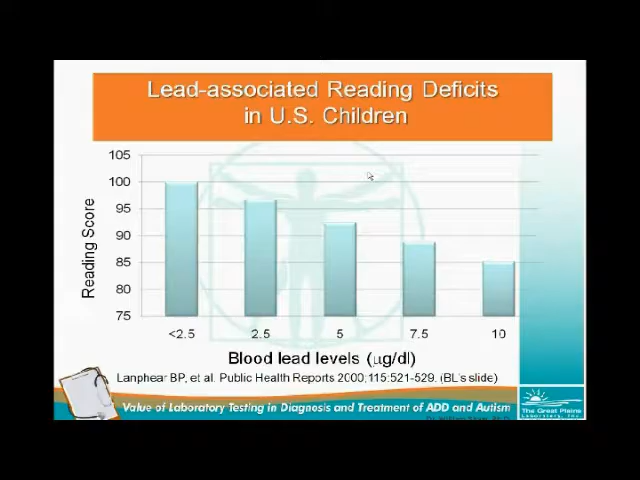 Lead-associated Reading Deficits
in U.S. Children
105
100
95
90
85
80
75
Reading Score
<2.5
2.5
5
7.5
10
Blood lead levels (µg/dl)
Lanphear BP, et al. Public Health Reports 2000;115:521-529. (BL's slide)
Value of Laboratory Testing in Diagnosis and Treatment of ADD and Autism
The Great Plains
Laboratory, Inc.